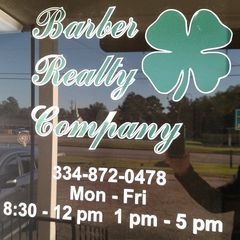 Barber
Realty
Company
334-872-0478
Mon - Fri
8:30 - 12 pm 1 pm - 5 pm